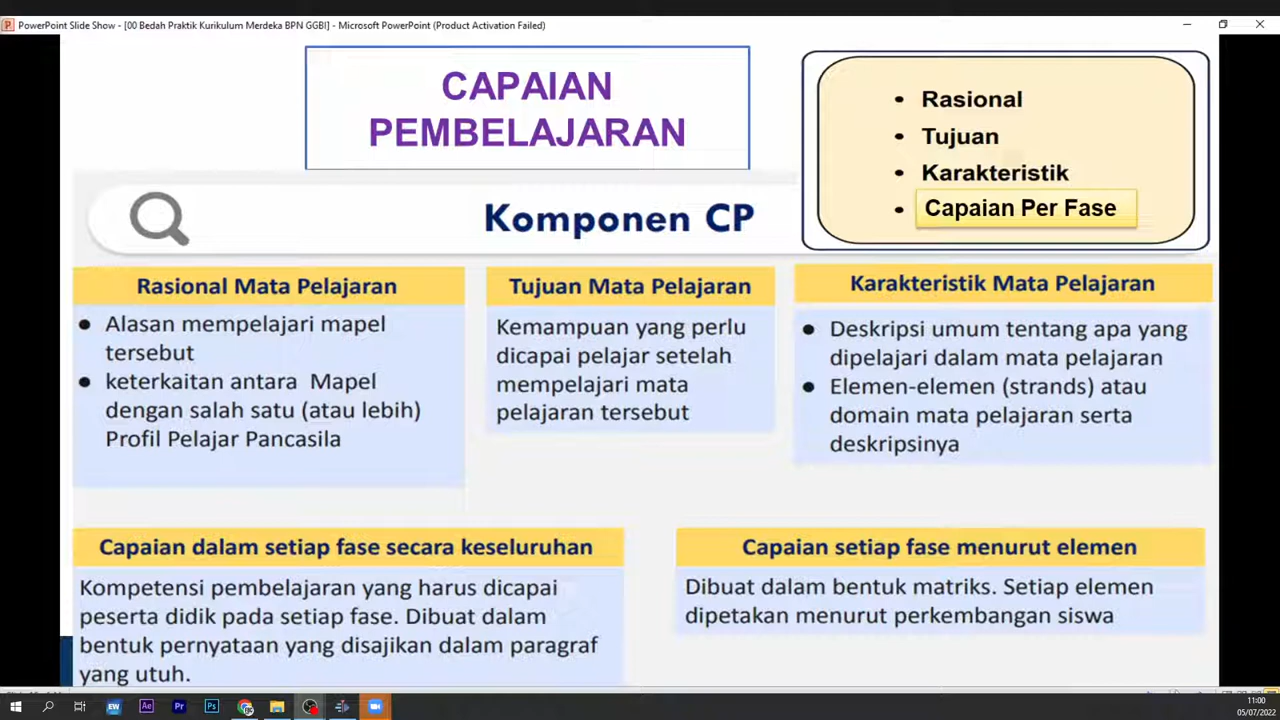 PowerPoint Slide Show - [00 Bedah Praktik Kurikulum Merdeka BPN GGBI] - Microsoft PowerPoint (Product Activation Failed)
CAPAIAN
PEMBELAJARAN
• Rasional
• Tujuan
• Karakteristik
• Capaian Per Fase
Komponen CP
Rasional Mata Pelajaran
● Alasan mempelajari mapel
tersebut
● keterkaitan antara Mapel
dengan salah satu (atau lebih)
Profil Pelajar Pancasila
Tujuan Mata Pelajaran
Kemampuan yang perlu
dicapai pelajar setelah
mempelajari mata
pelajaran tersebut
Karakteristik Mata Pelajaran
● Deskripsi umum tentang apa yang
dipelajari dalam mata pelajaran
● Elemen-elemen (strands) atau
domain mata pelajaran serta
deskripsinya
Capaian dalam setiap fase secara keseluruhan
Kompetensi pembelajaran yang harus dicapai
peserta didik pada setiap fase. Dibuat dalam
bentuk pernyataan yang disajikan dalam paragraf
yang utuh.
Capaian setiap fase menurut elemen
Dibuat dalam bentuk matriks. Setiap elemen
dipetakan menurut perkembangan siswa
EW
Ae
Pr
Ps
11:00
05/07/2022